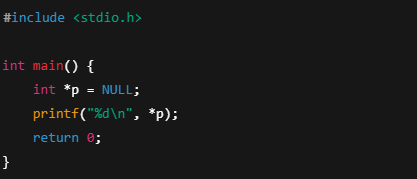 #include <stdio.h>
int main() {
    int *p = NULL;
    printf("%d\n", *p);
    return 0;
}